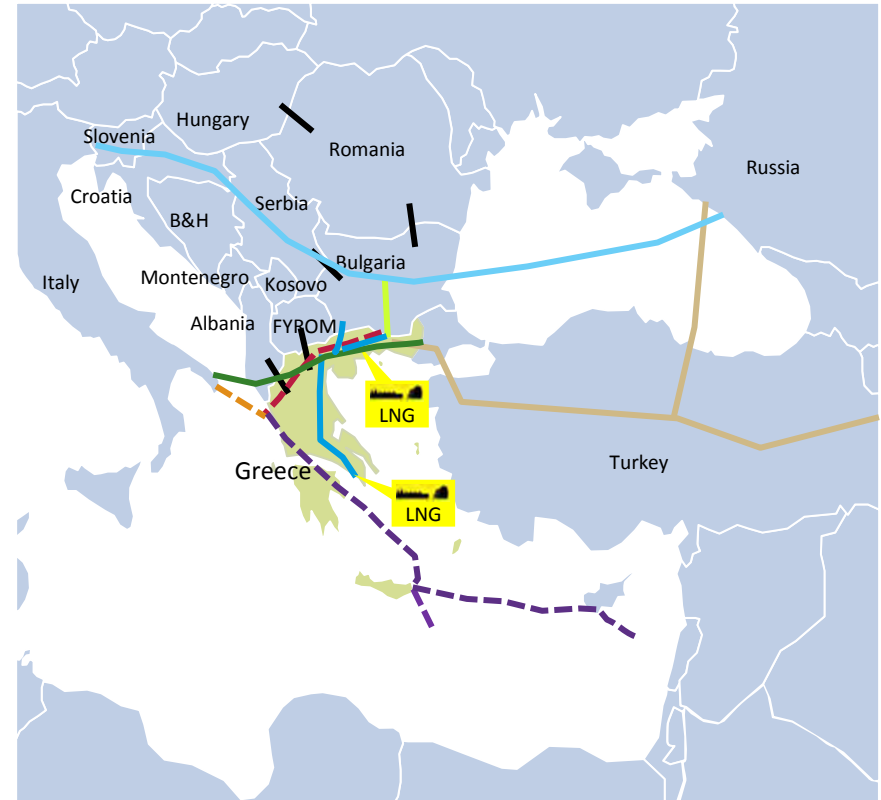 Hungary
Slovenia
Romania
Russia
Croatia
Serbia
B&H
Bulgaria
Italy
Montenegro
Kosovo
Albania
FYROM
LNG
Turkey
Greece
LNG